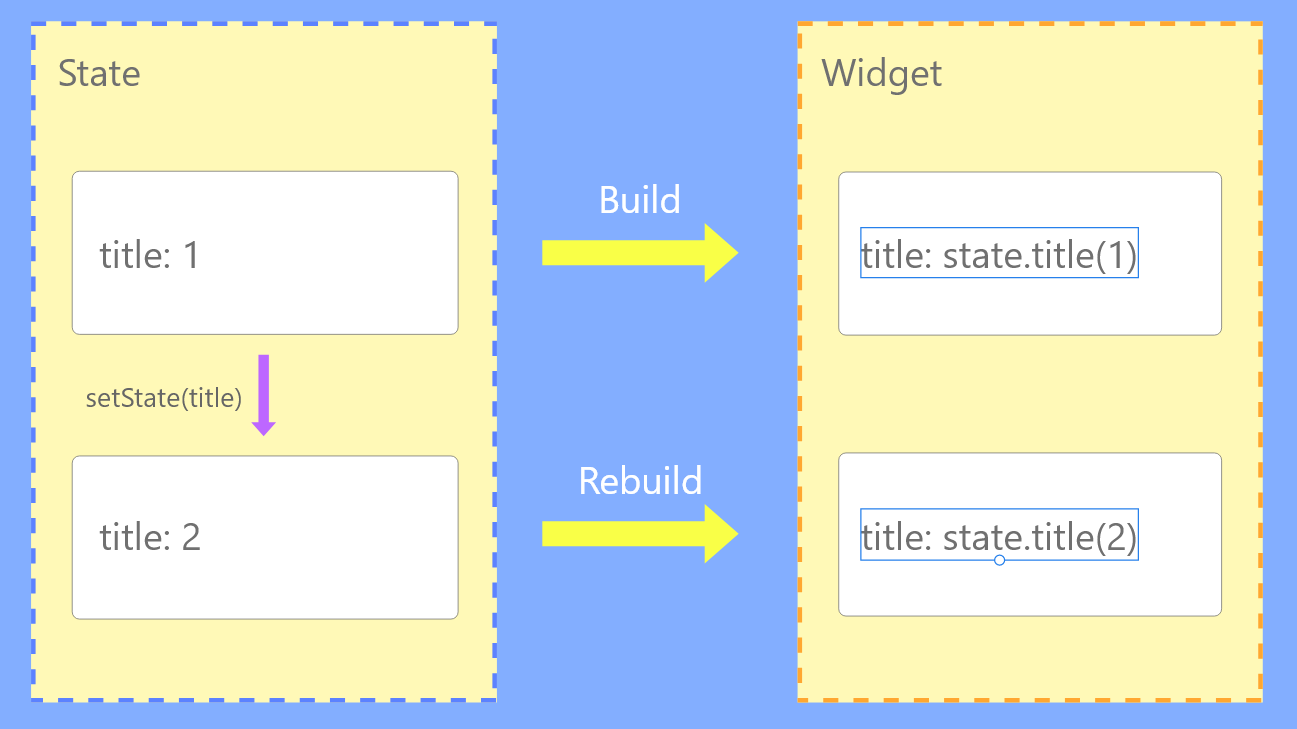 State
title: 1
setState(title)
title: 2
Build
Rebuild
Widget
title: state.title(1)
title: state.title(2)